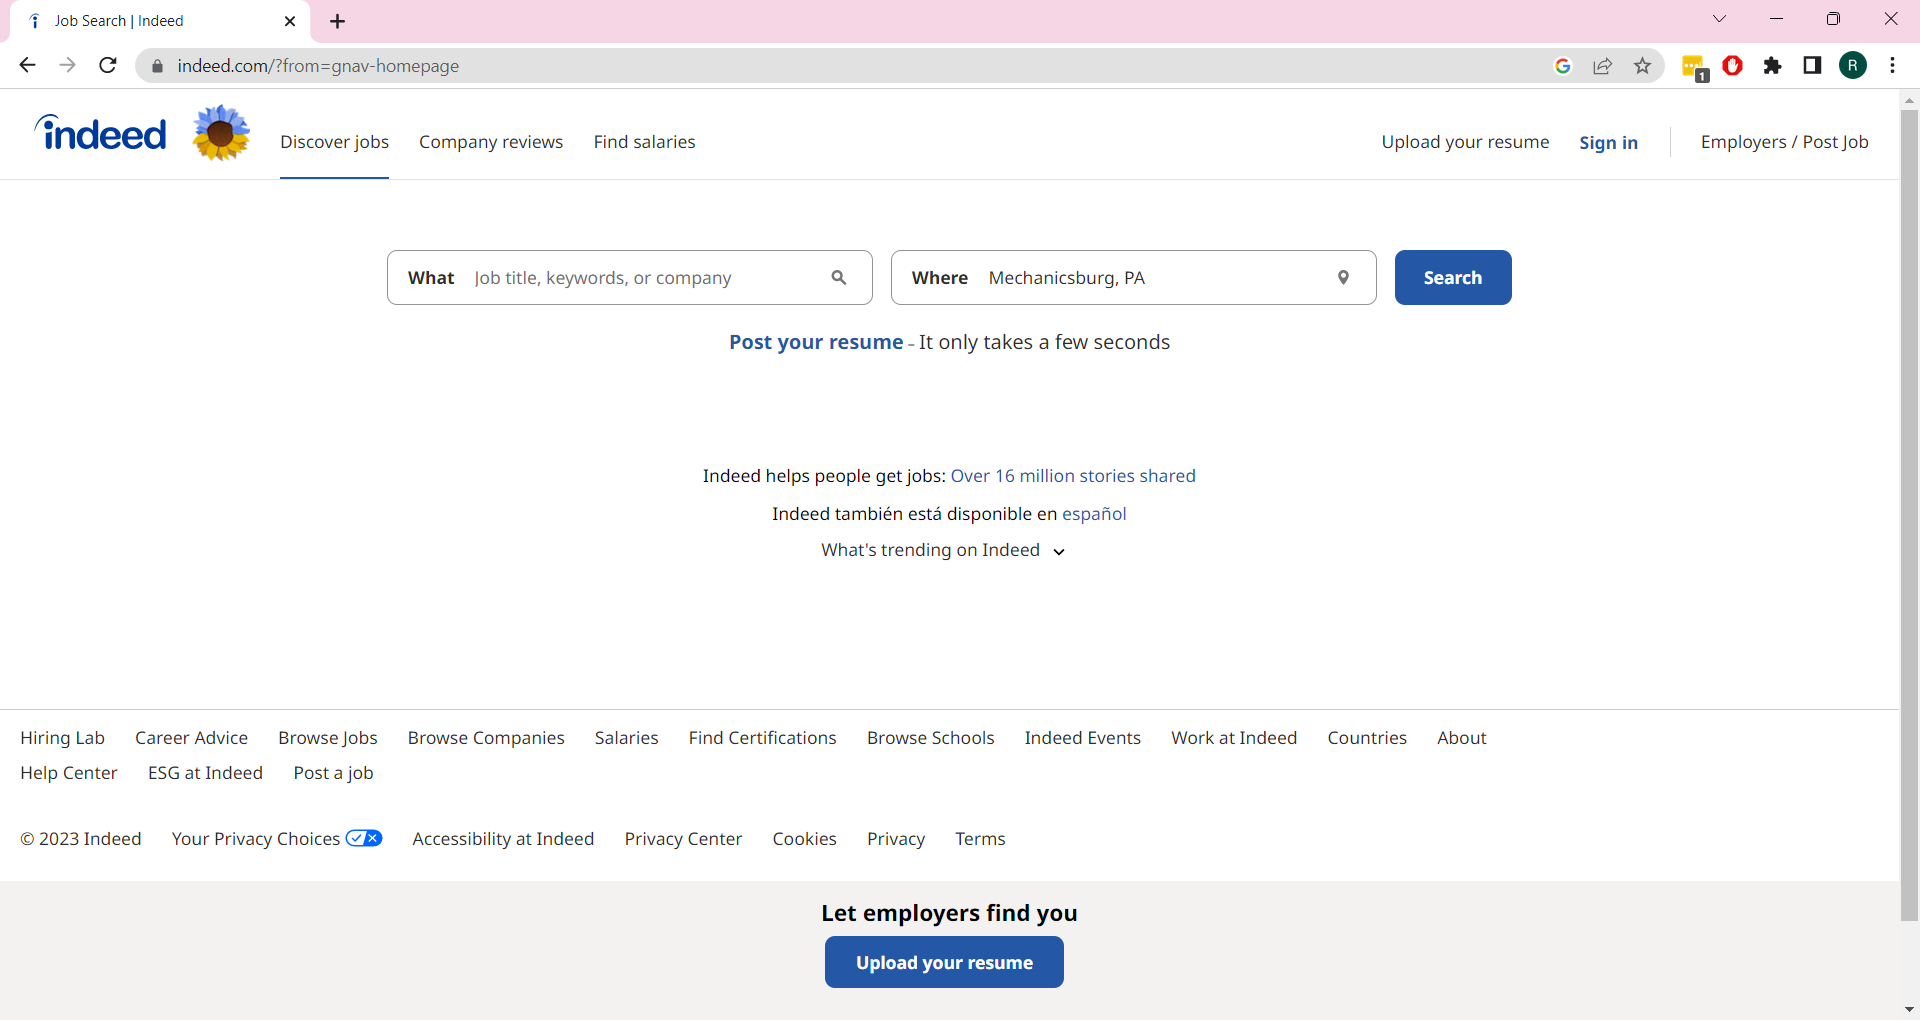 Job Search | Indeed
indeed.com/?from=gnav-homepage
1
R
indeed
Discover jobs
Company reviews
Find salaries
Upload your resume
Sign in
Employers / Post Job
What Job title, keywords, or company
Where Mechanicsburg, PA
Search
Post your resume - It only takes a few seconds
Indeed helps people get jobs: Over 16 million stories shared
Indeed también está disponible en español
What's trending on Indeed
Hiring Lab Career Advice Browse Jobs Browse Companies Salaries Find Certifications Browse Schools Indeed Events Work at Indeed Countries About
Help Center ESG at Indeed Post a job
© 2023 Indeed Your Privacy Choices Accessibility at Indeed Privacy Center Cookies Privacy Terms
Let employers find you
Upload your resume